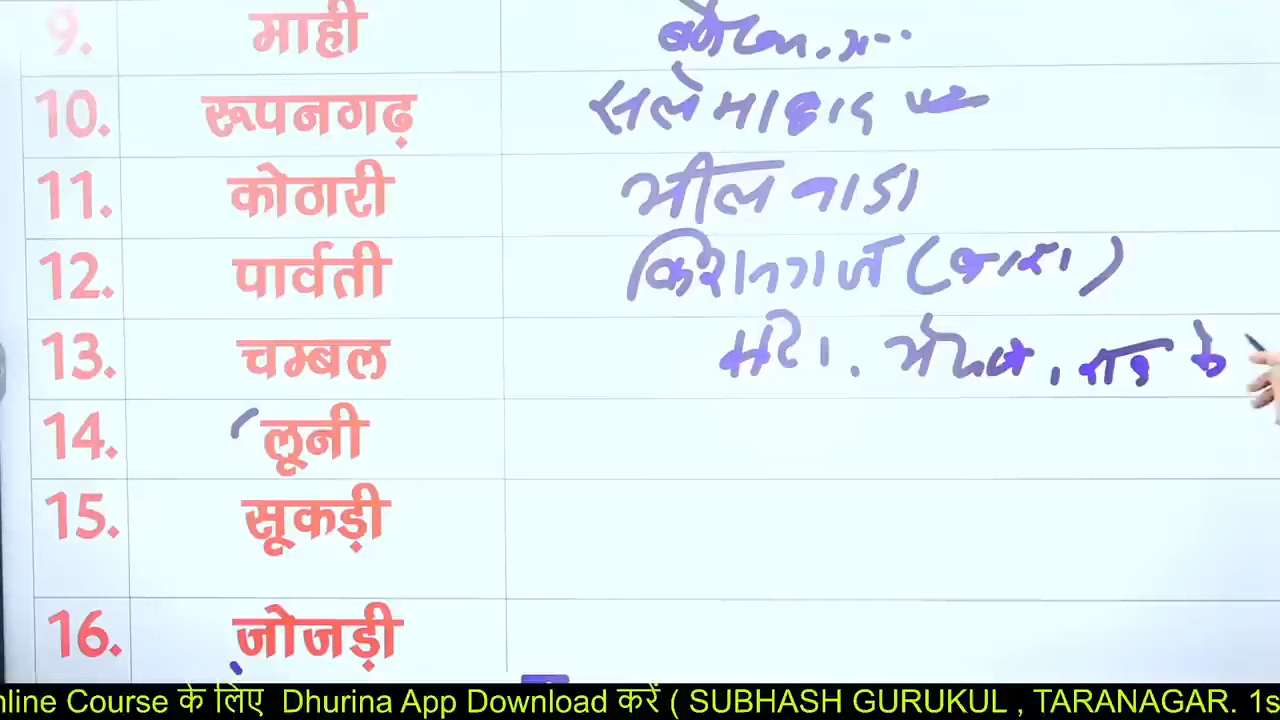 9. माही
10. रूपनगढ़ सलेमाबाद
11. कोठारी भीलवाडा
12. पार्वती किशनगंज (बारा)
13. चम्बल
14. लूनी
15. सूकड़ी
16. जोजड़ी
nline Course के लिए Dhurina App Download करें ( SUBHASH GURUKUL , TARANAGAR. 1s